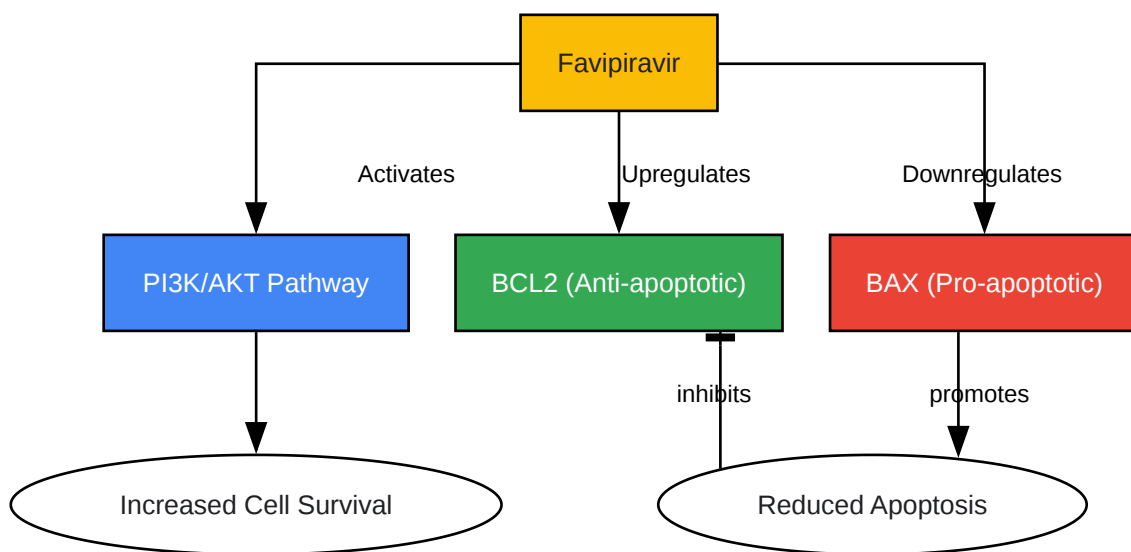 Favipiravir
Activates
Upregulates
Downregulates
PI3K/AKT Pathway
BCL2 (Anti-apoptotic)
BAX (Pro-apoptotic)
inhibits
promotes
Increased Cell Survival
Reduced Apoptosis